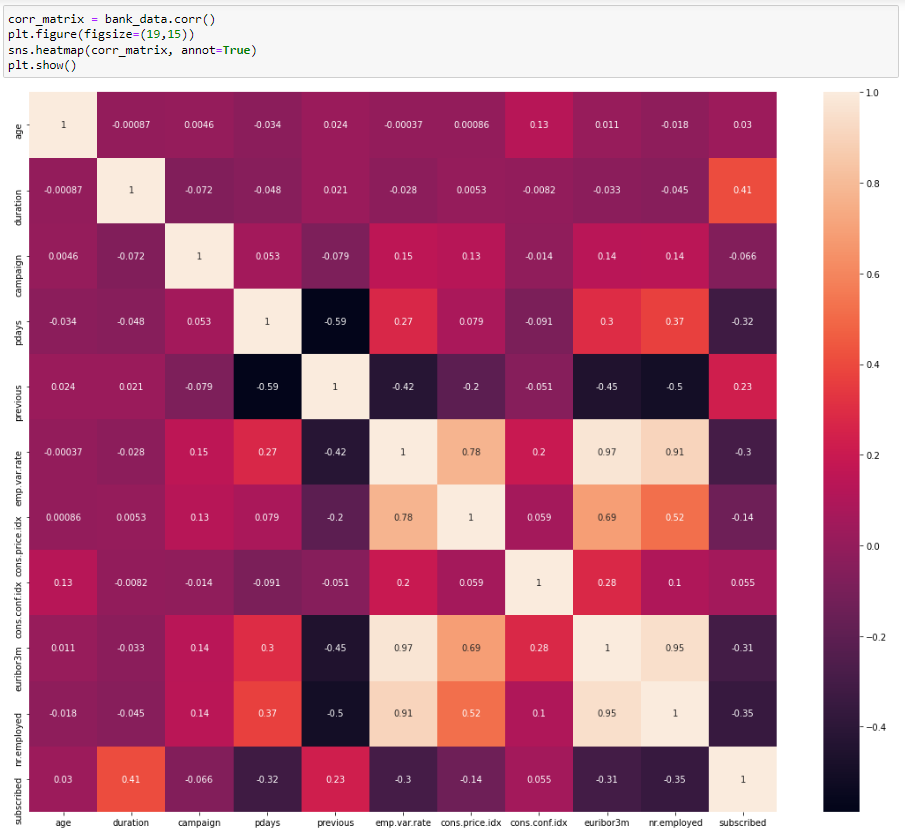 corr_matrix = bank_data.corr()
plt.figure(figsize=(19,15))
sns.heatmap(corr_matrix, annot=True)
plt.show()
age 1 -0.00087 0.0046 -0.034 0.024 -0.00037 0.00086 0.13 0.011 -0.018 0.03
duration -0.00087 1 -0.072 -0.048 0.021 -0.028 0.0053 -0.0082 -0.033 -0.045 0.41
campaign 0.0046 -0.072 1 0.053 -0.079 0.15 0.13 -0.014 0.14 0.14 -0.066
pdays -0.034 -0.048 0.053 1 -0.59 0.27 0.079 -0.091 0.3 0.37 -0.32
previous 0.024 0.021 -0.079 -0.59 1 -0.42 -0.2 -0.051 -0.45 -0.5 0.23
emp.var.rate -0.00037 -0.028 0.15 0.27 -0.42 1 0.78 0.2 0.97 0.91 -0.3
cons.price.idx 0.00086 0.0053 0.13 0.079 -0.2 0.78 1 0.059 0.69 0.52 -0.14
cons.conf.idx 0.13 -0.0082 -0.014 -0.091 -0.051 0.2 0.059 1 0.28 0.1 0.055
euribor3m 0.011 -0.033 0.14 0.3 -0.45 0.97 0.69 0.28 1 0.95 -0.31
nr.employed -0.018 -0.045 0.14 0.37 -0.5 0.91 0.52 0.1 0.95 1 -0.35
subscribed 0.03 0.41 -0.066 -0.32 0.23 -0.3 -0.14 0.055 -0.31 -0.35 1
age duration campaign pdays previous emp.var.rate cons.price.idx cons.conf.idx euribor3m nr.employed subscribed
1.0
0.8
0.6
0.4
0.2
0.0
−0.2
−0.4